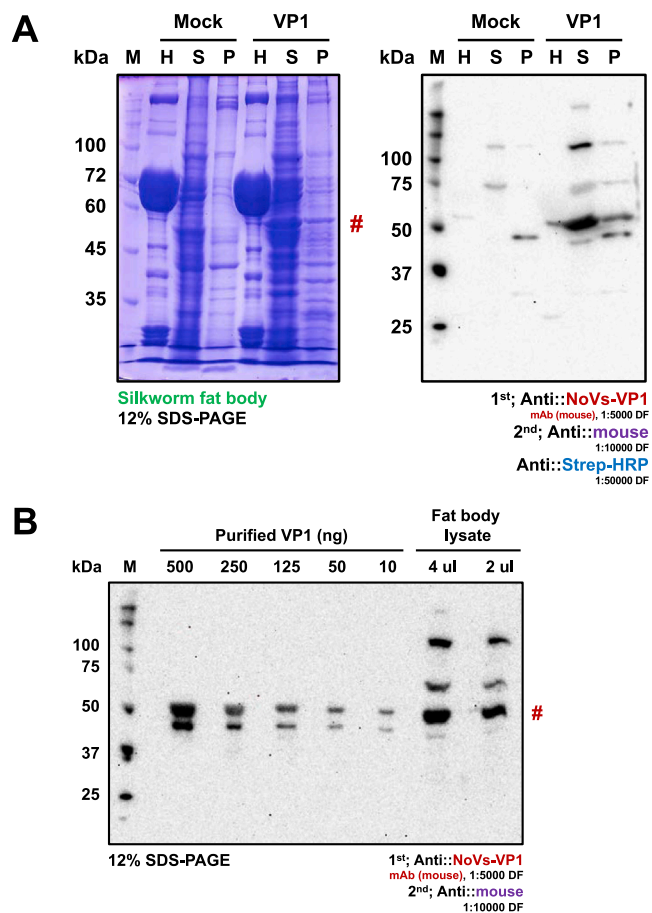 A
Mock VP1
kDa M H S P H S P
100
72
60
45
35
#
Silkworm fat body
12% SDS-PAGE
Mock VP1
kDa M H S P H S P
100
75
50
37
25
1st; Anti::NoVs-VP1
mAb (mouse), 1:5000 DF
2nd; Anti::mouse
1:10000 DF
Anti::Strep-HRP
1:50000 DF
B
Purified VP1 (ng)
Fat body
lysate
kDa M 500 250 125 50 10 4 ul 2 ul
100
75
50
37
25
#
12% SDS-PAGE
1st; Anti::NoVs-VP1
mAb (mouse), 1:5000 DF
2nd; Anti::mouse
1:10000 DF